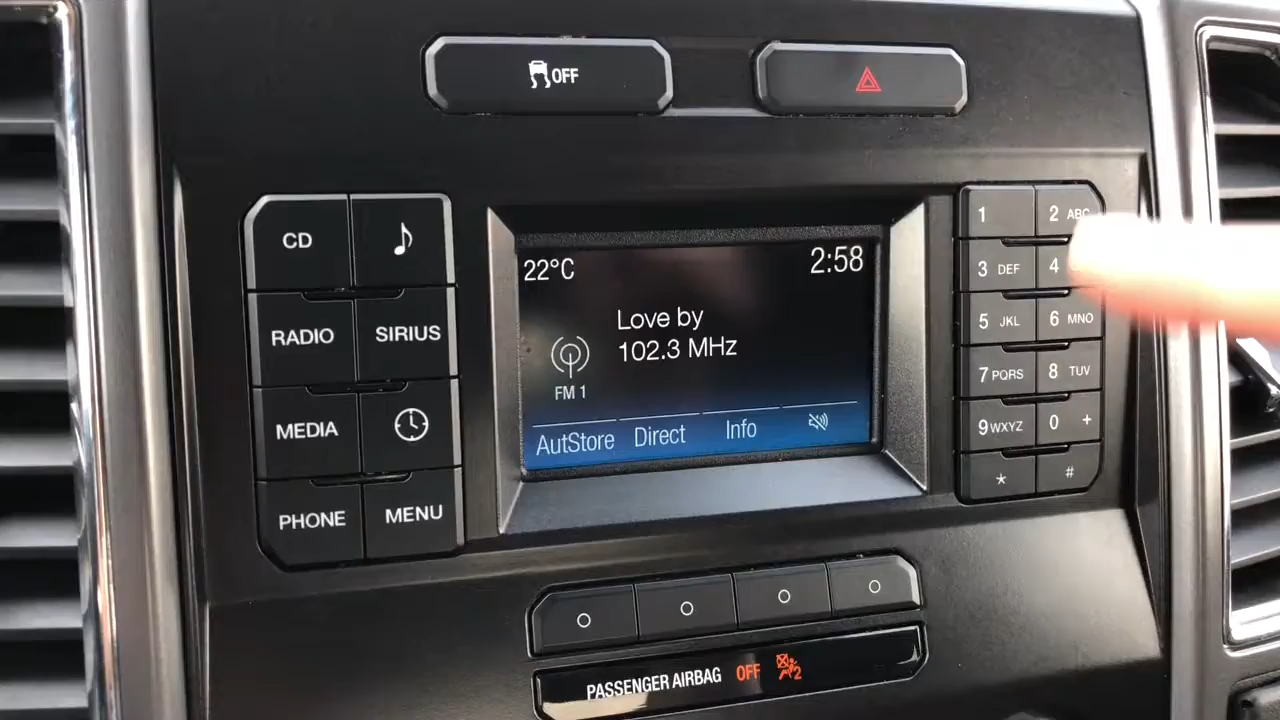 OFF
CD
RADIO
SIRIUS
MEDIA
PHONE
MENU
22°C
2:58
Love by
102.3 MHz
FM 1
AutStore Direct Info
1
2 ABC
3 DEF
4
5 JKL
6 MNO
7 PQRS
8 TUV
9 WXYZ
0 +
* #
PASSENGER AIRBAG OFF 2